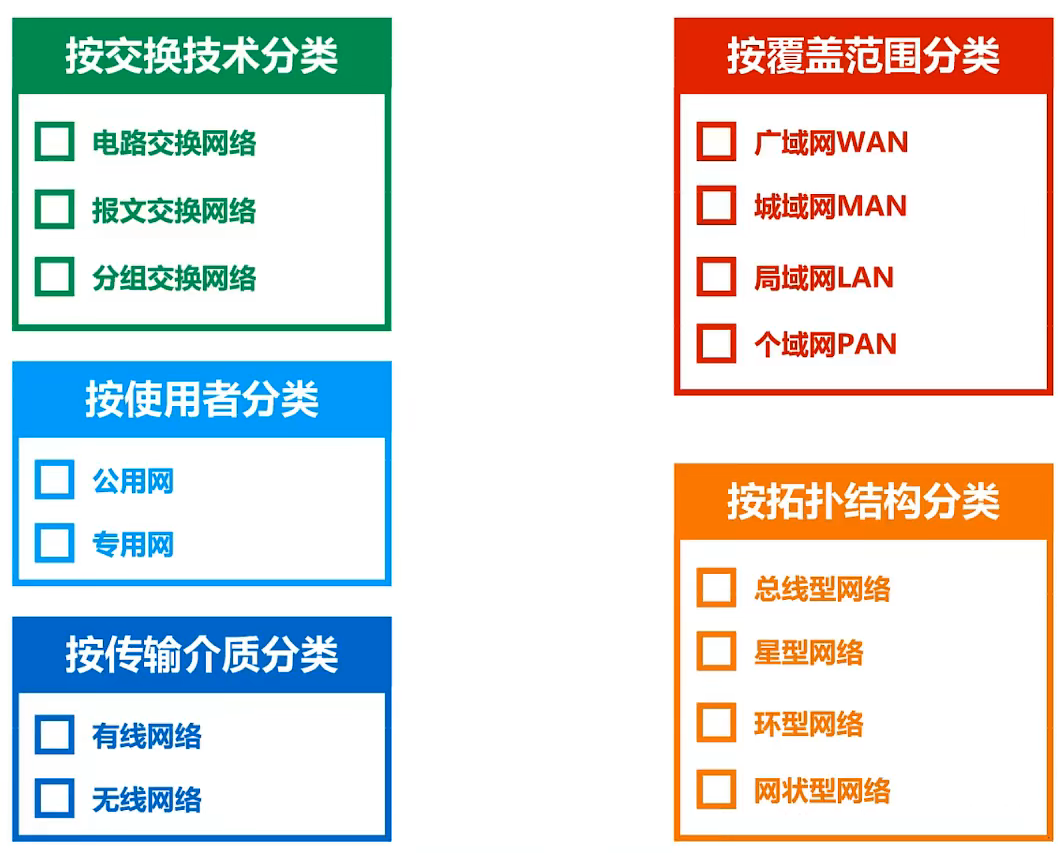 按交换技术分类
电路交换网络
报文交换网络
分组交换网络
按使用者分类
公用网
专用网
按传输介质分类
有线网络
无线网络
按覆盖范围分类
广域网WAN
城域网MAN
局域网LAN
个域网PAN
按拓扑结构分类
总线型网络
星型网络
环型网络
网状型网络